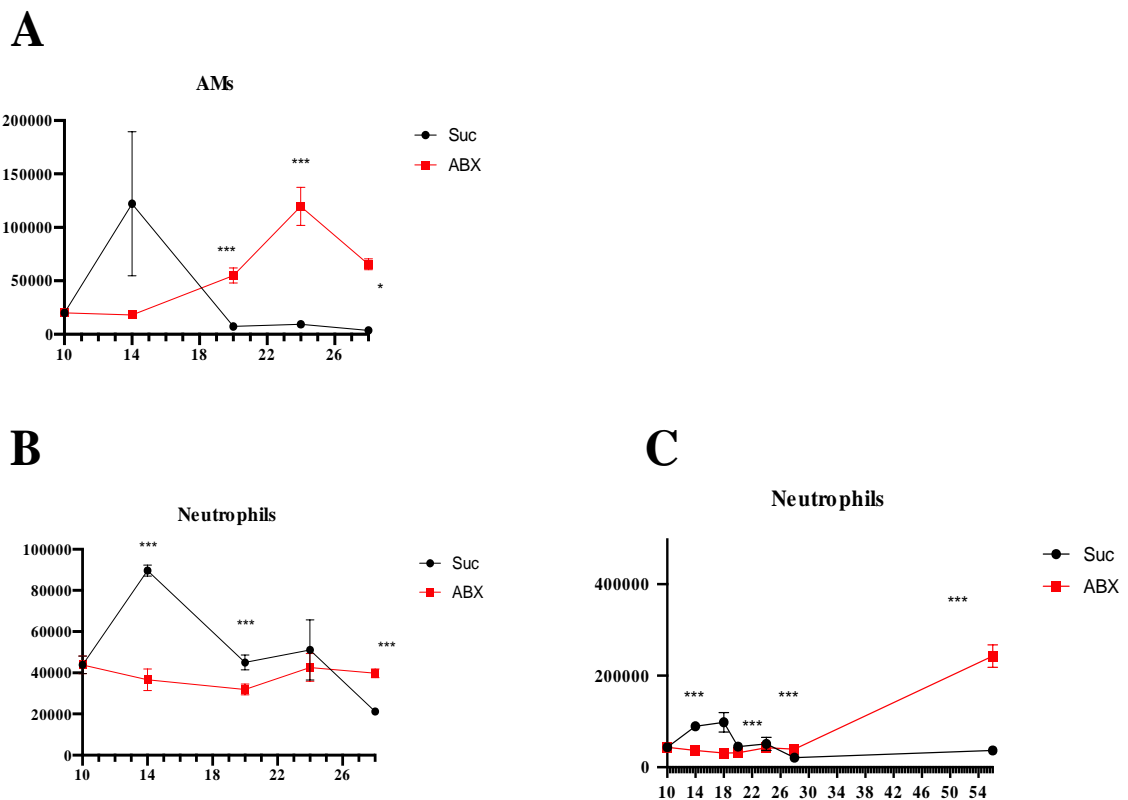 A
AMs
200000
150000
100000
50000
0
10 14 18 22 26
***
***
*
Suc
ABX
B
Neutrophils
100000
80000
60000
40000
20000
0
10 14 18 22 26
***
***
***
Suc
ABX
C
Neutrophils
400000
200000
0
10 14 18 22 26 30 34 38 42 46 50 54
***
***
***
***
Suc
ABX